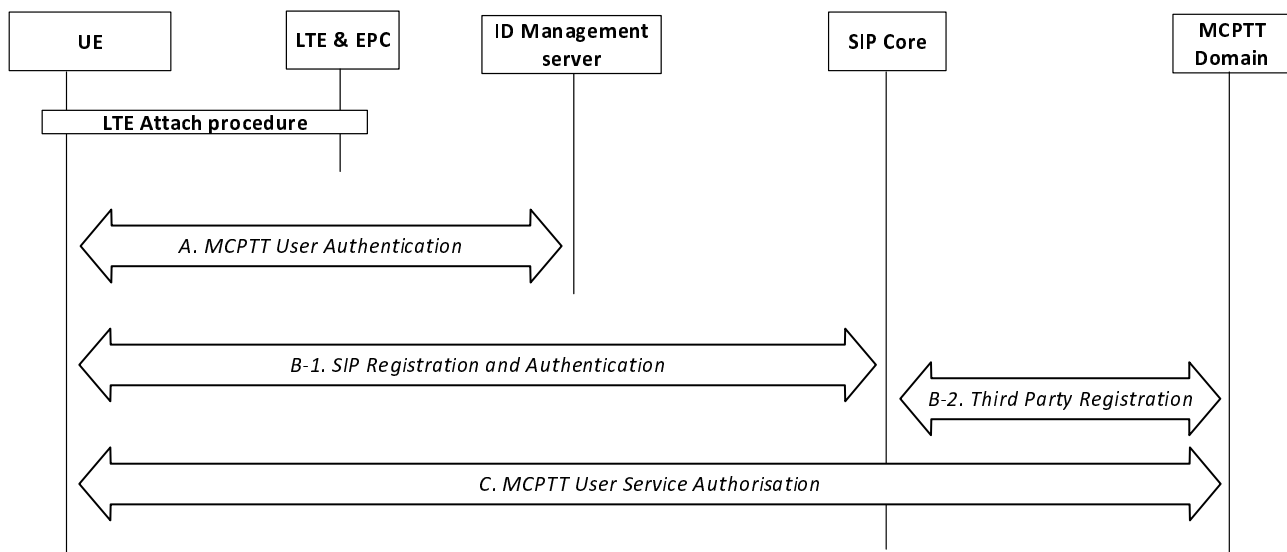 UE
LTE & EPC
ID Management
server
SIP Core
MCPTT
Domain
LTE Attach procedure
A. MCPTT User Authentication
B-1. SIP Registration and Authentication
B-2. Third Party Registration
C. MCPTT User Service Authorisation